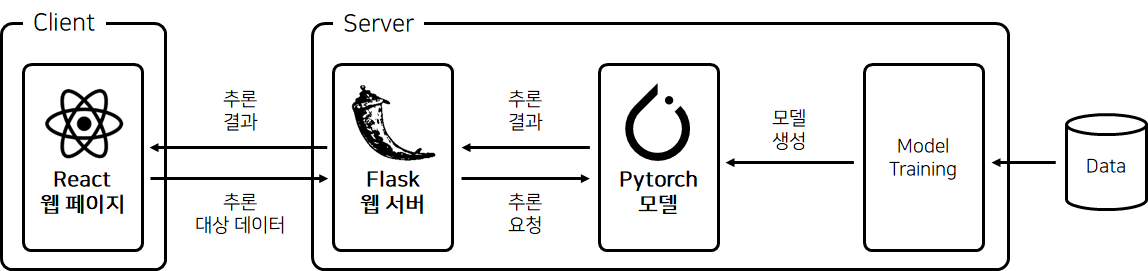 Client
Server
React
웹 페이지
추론
결과
추론
대상 데이터
Flask
웹 서버
추론
결과
추론
요청
Pytorch
모델
모델
생성
Model
Training
Data